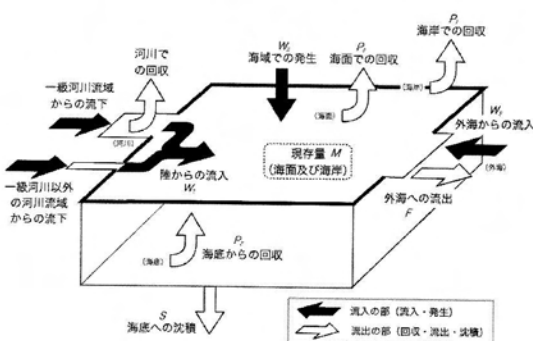 河川で
の回収
W₂
海域での発生
P₂
海面での回収
P₂
海岸での回収
一級河川流域
からの流下
(河川)
(海面)
(海岸)
外海からの流入
現存量 M
(海面及び海岸)
陸からの流入
W₁
(外海)
一級河川以外
の河川流域
からの流下
外海への流出
F
海底からの回収
(海底)
S
海底への沈積
流入の部(流入・発生)
流出の部(回収・流出・沈積)